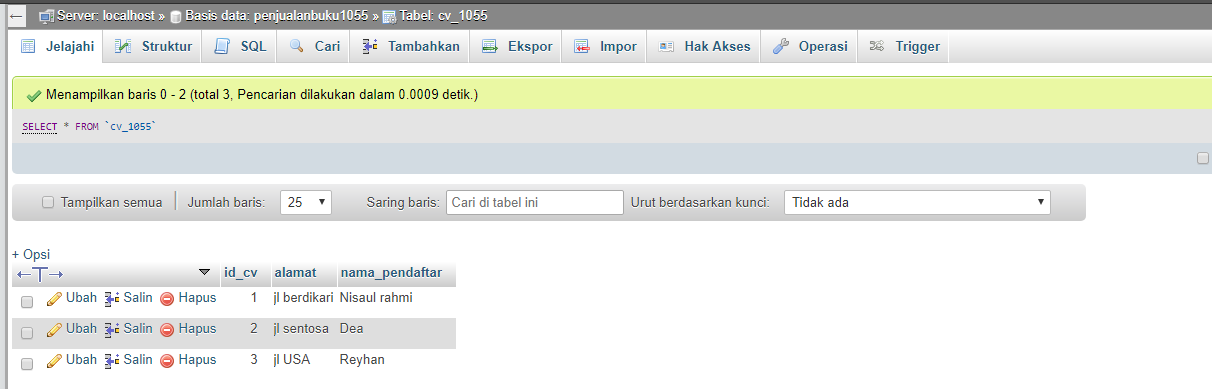 Server: localhost » Basis data: penjualanbuku1055 » Tabel: cv_1055
Jelajahi Struktur SQL Cari Tambahkan Ekspor Impor Hak Akses Operasi Trigger
Menampilkan baris 0 - 2 (total 3, Pencarian dilakukan dalam 0.0009 detik.)
SELECT * FROM `cv_1055`
Tampilkan semua Jumlah baris: 25 Saring baris: Cari di tabel ini Urut berdasarkan kunci: Tidak ada
+ Opsi
←T→ id_cv alamat nama_pendaftar
Ubah Salin Hapus 1 jl berdikari Nisaul rahmi
Ubah Salin Hapus 2 jl sentosa Dea
Ubah Salin Hapus 3 jl USA Reyhan